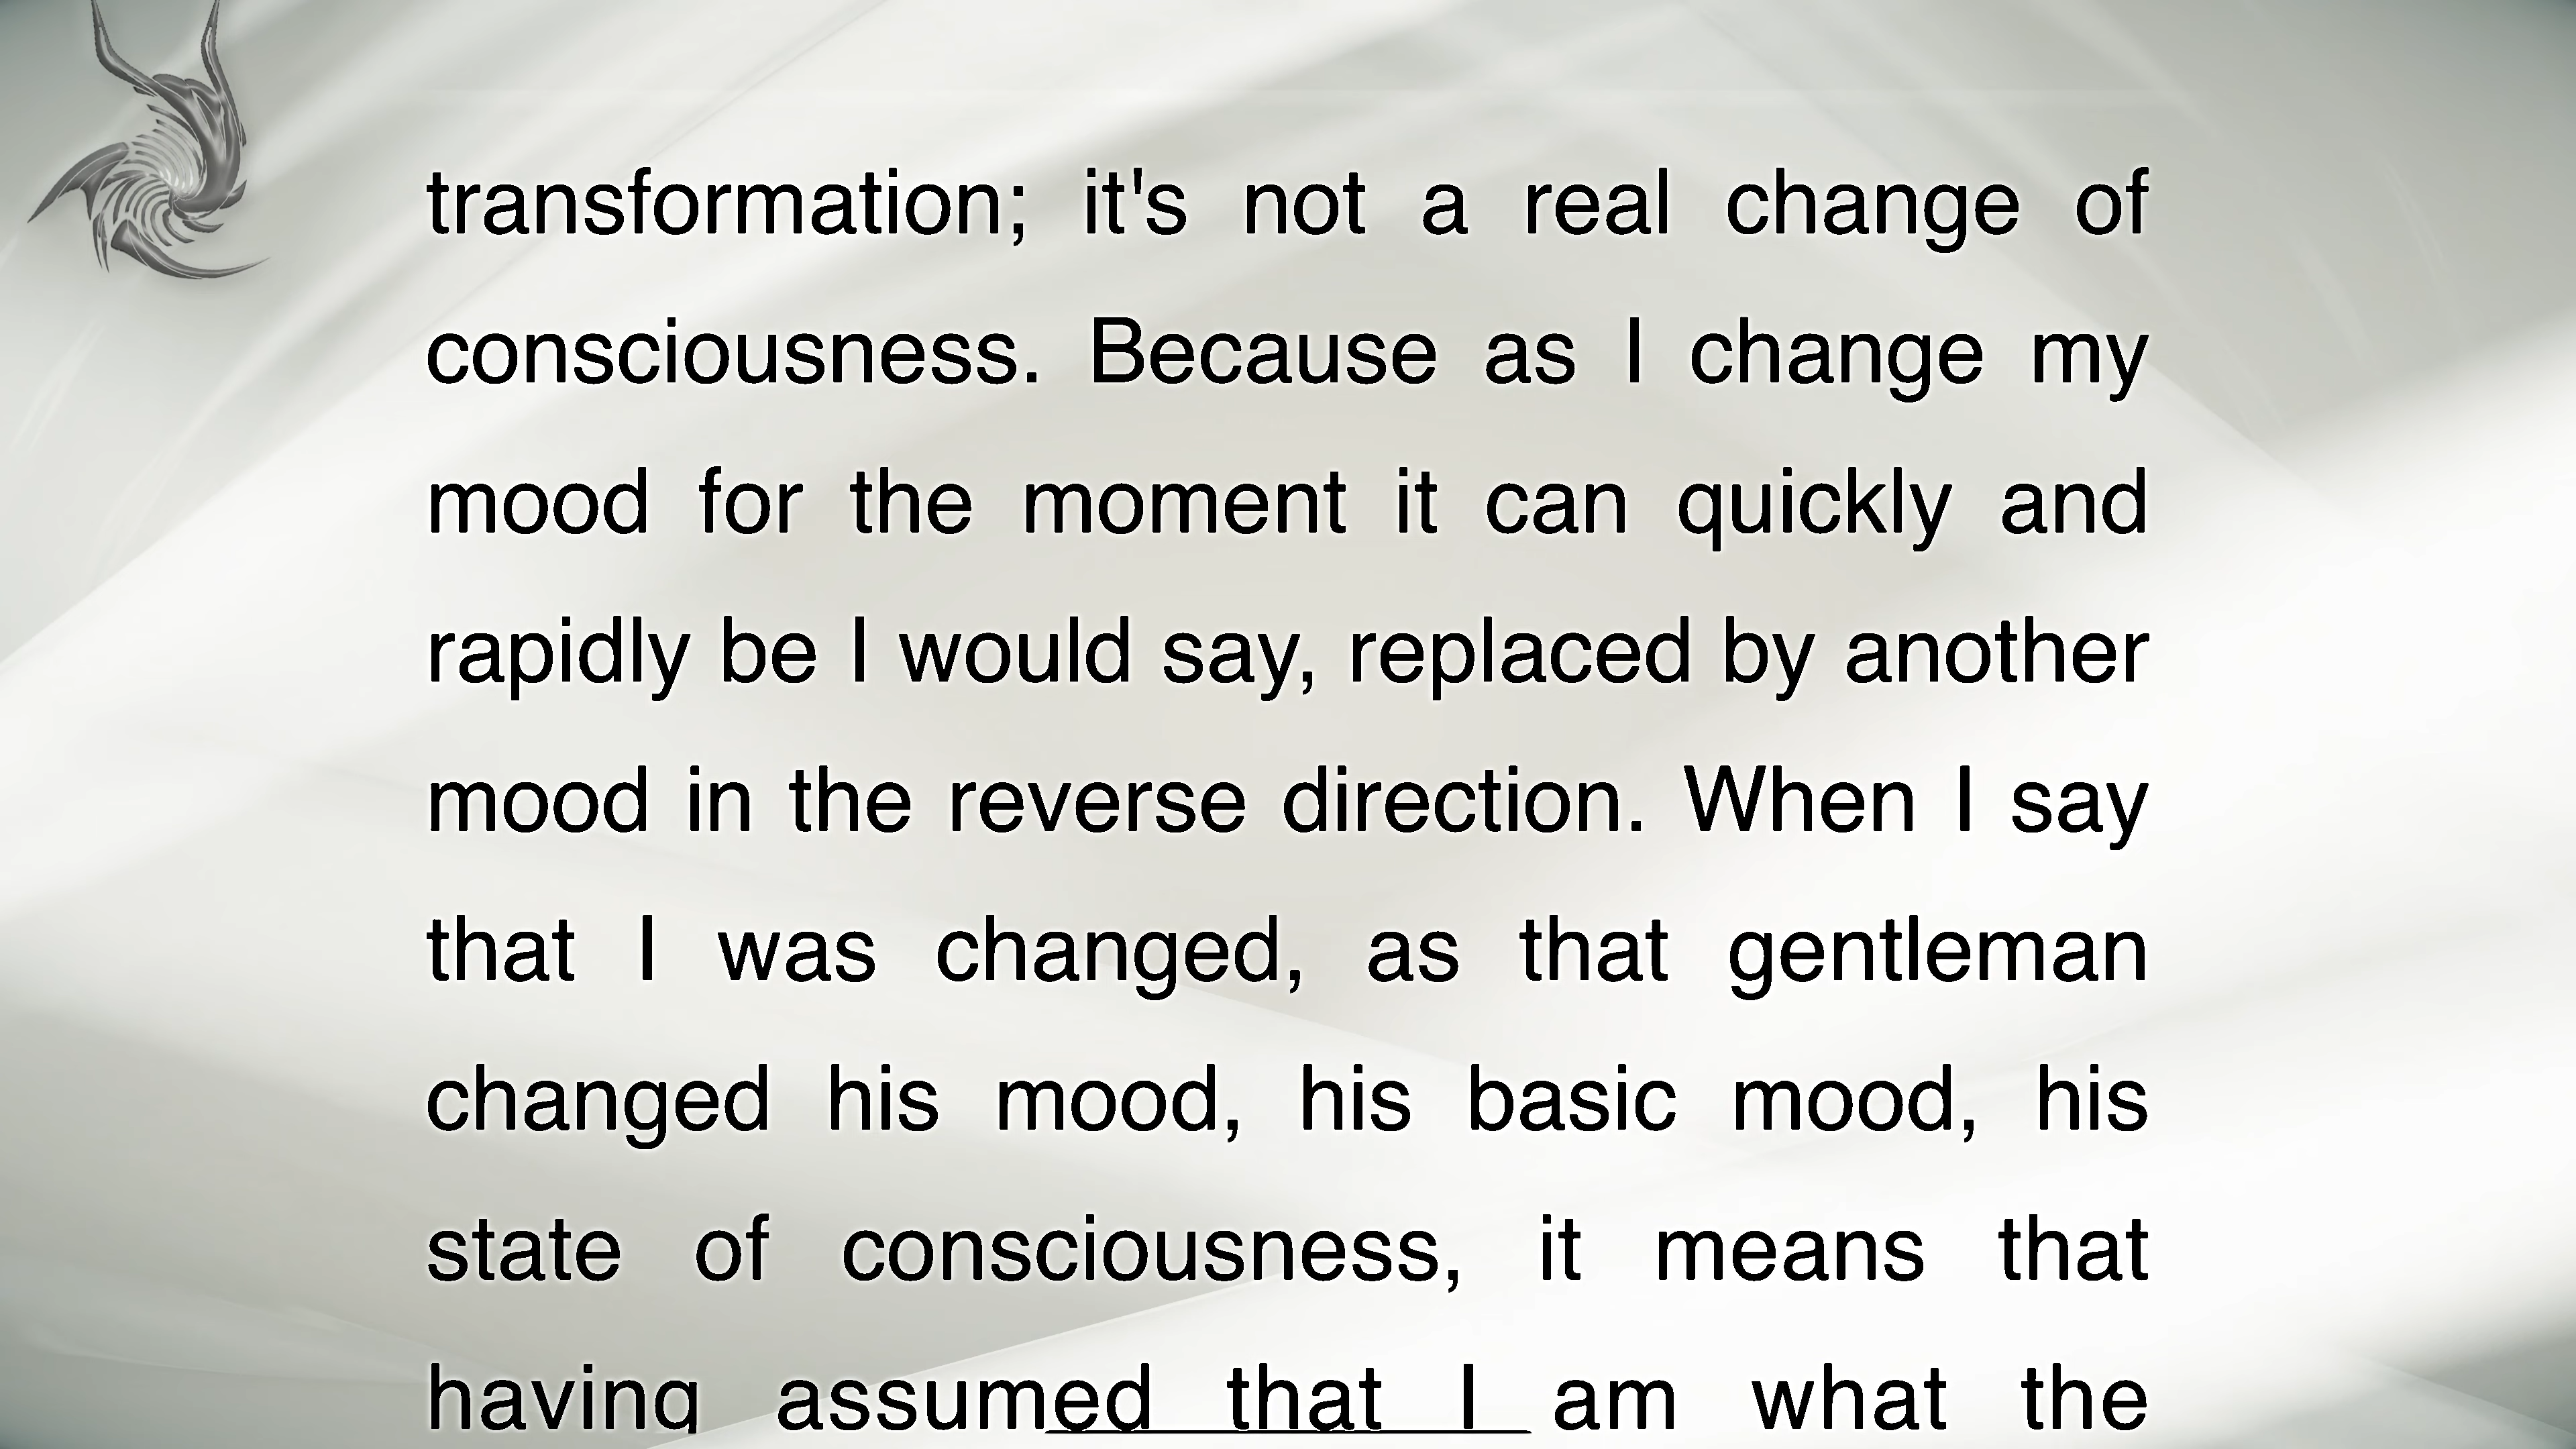 transformation; it's not a real change of
consciousness. Because as I change my
mood for the moment it can quickly and
rapidly be I would say, replaced by another
mood in the reverse direction. When I say
that I was changed, as that gentleman
changed his mood, his basic mood, his
state of consciousness, it means that
having assumed that I am what the